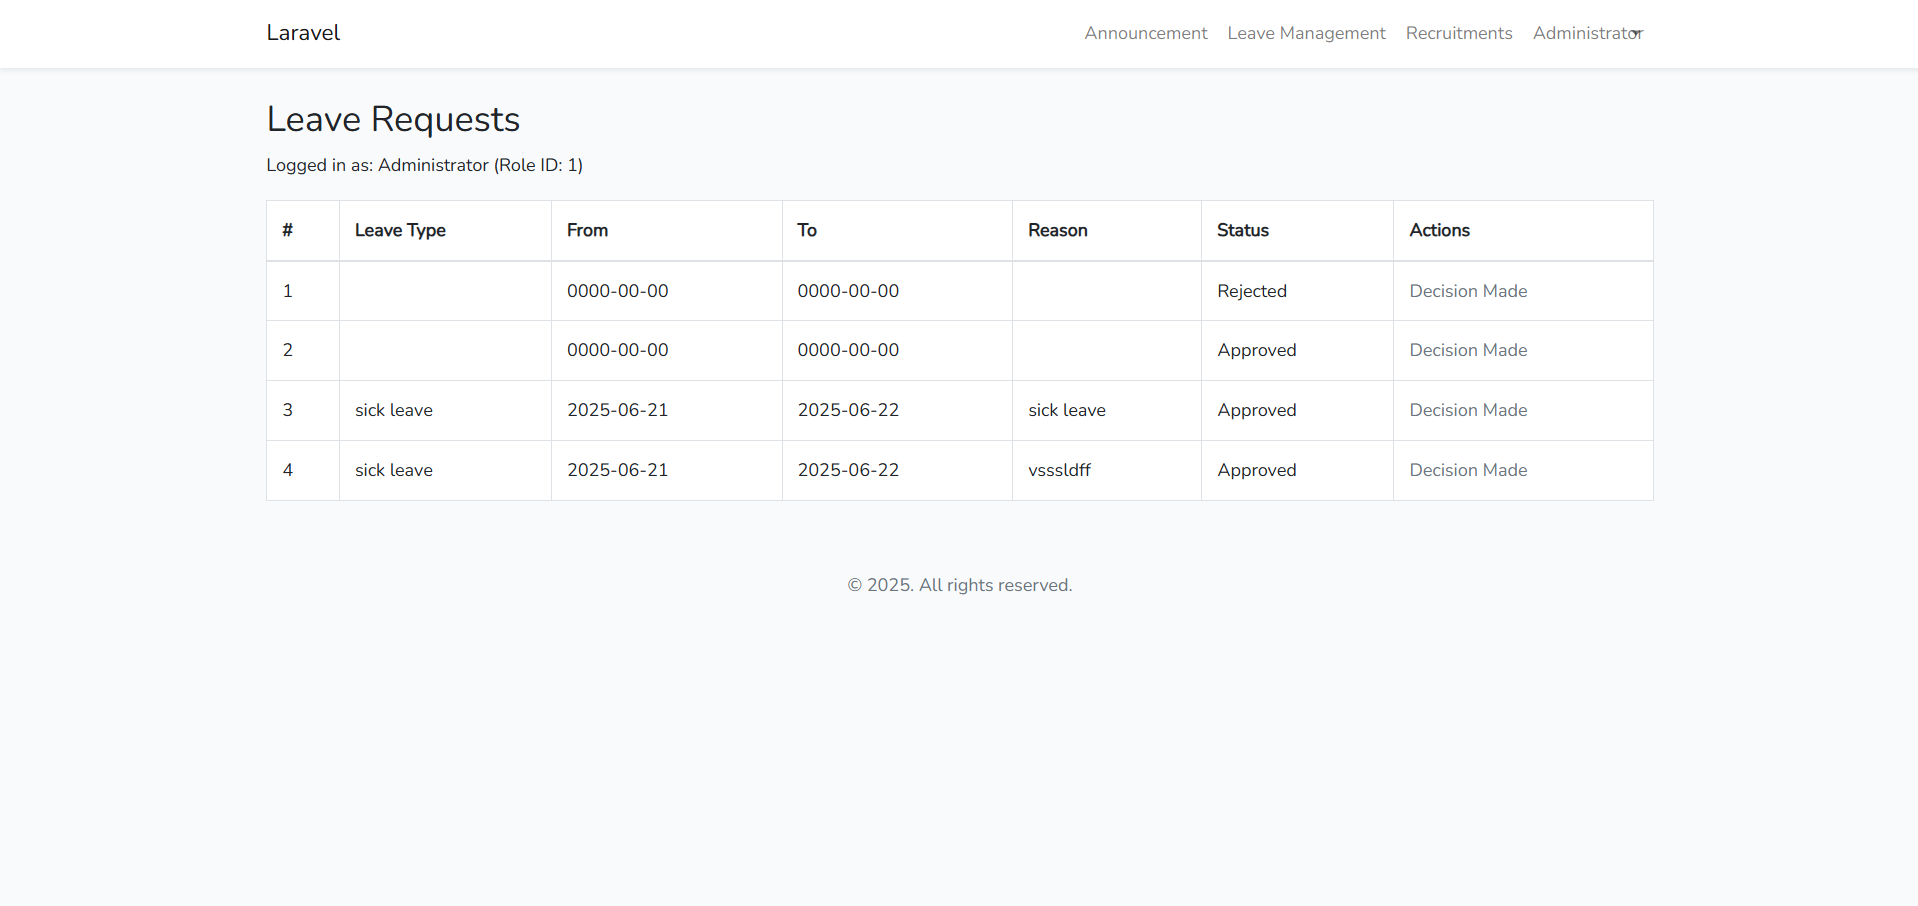 Laravel Announcement Leave Management Recruitments Administrator
Leave Requests
Logged in as: Administrator (Role ID: 1)
# Leave Type From To Reason Status Actions
1 0000-00-00 0000-00-00 Rejected Decision Made
2 0000-00-00 0000-00-00 Approved Decision Made
3 sick leave 2025-06-21 2025-06-22 sick leave Approved Decision Made
4 sick leave 2025-06-21 2025-06-22 vsssldff Approved Decision Made
© 2025. All rights reserved.